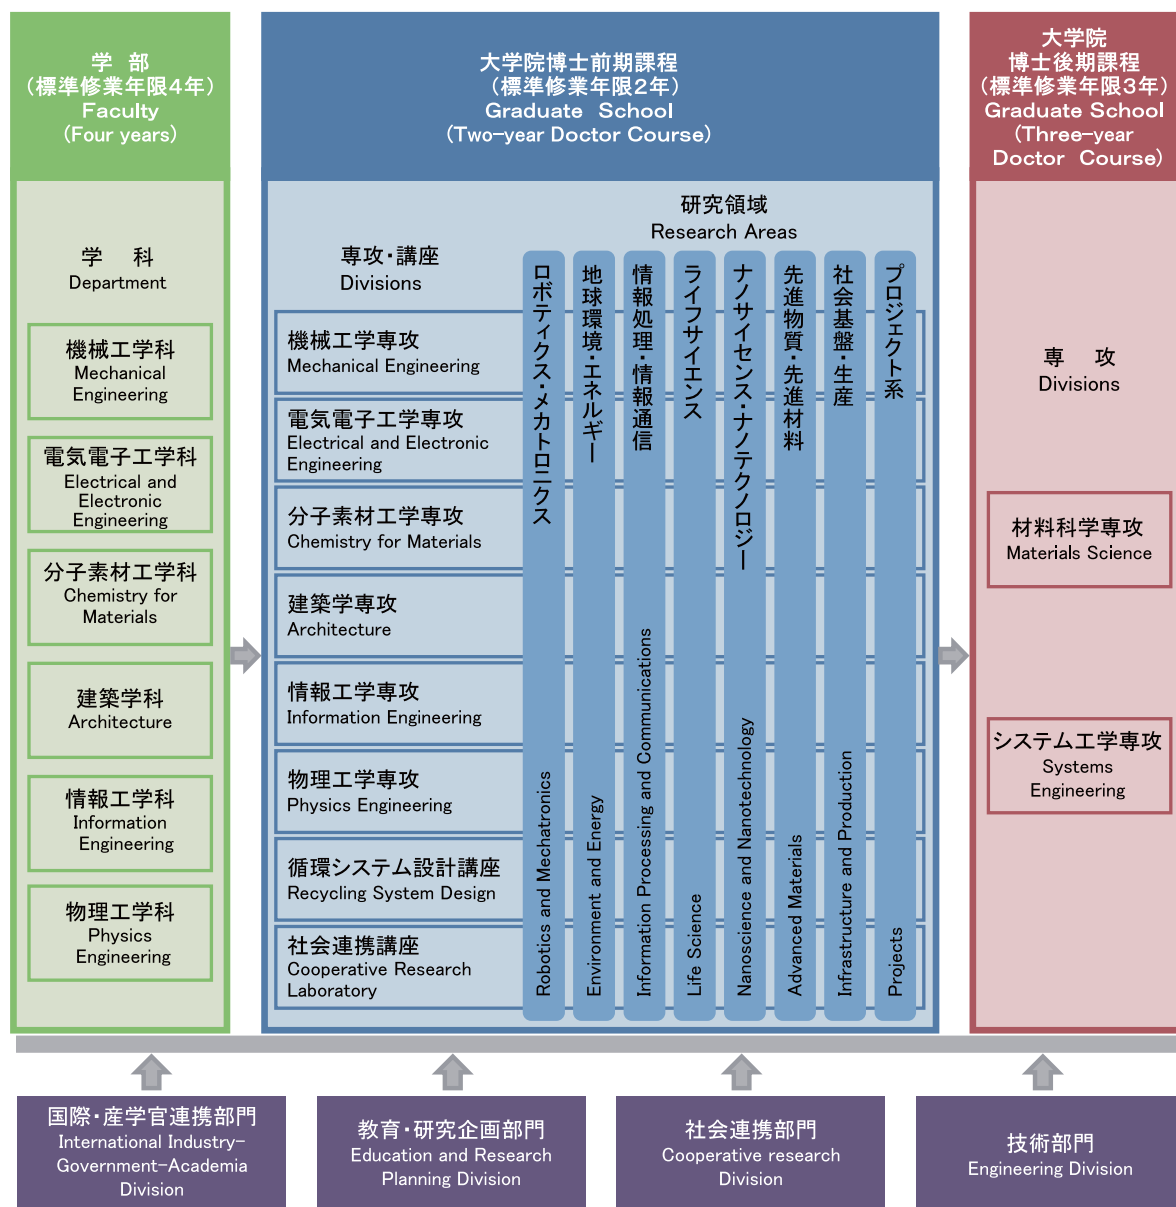 学 部
（標準修業年限4年）
Faculty
(Four years)
学 科
Department
機械工学科
Mechanical
Engineering
電気電子工学科
Electrical and
Electronic
Engineering
分子素材工学科
Chemistry for
Materials
建築学科
Architecture
情報工学科
Information
Engineering
物理工学科
Physics
Engineering
大学院博士前期課程
（標準修業年限2年）
Graduate School
(Two-year Doctor Course)
専攻・講座
Divisions
機械工学専攻
Mechanical Engineering
電気電子工学専攻
Electrical and Electronic
Engineering
分子素材工学専攻
Chemistry for Materials
建築学専攻
Architecture
情報工学専攻
Information Engineering
物理工学専攻
Physics Engineering
循環システム設計講座
Recycling System Design
社会連携講座
Cooperative Research
Laboratory
研究領域
Research Areas
ロボティクス・メカトロニクス
Robotics and Mechatronics
地球環境・エネルギー
Environment and Energy
情報処理・情報通信
Information Processing and Communications
ライフサイエンス
Life Science
ナノサイセンス・ナノテクノロジー
Nanoscience and Nanotechnology
先進物質・先進材料
Advanced Materials
社会基盤・生産
Infrastructure and Production
プロジェクト系
Projects
大学院
博士後期課程
（標準修業年限3年）
Graduate School
(Three-year
Doctor Course)
専 攻
Divisions
材料科学専攻
Materials Science
システム工学専攻
Systems
Engineering
国際・産学官連携部門
International Industry-
Government-Academia
Division
教育・研究企画部門
Education and Research
Planning Division
社会連携部門
Cooperative research
Division
技術部門
Engineering Division